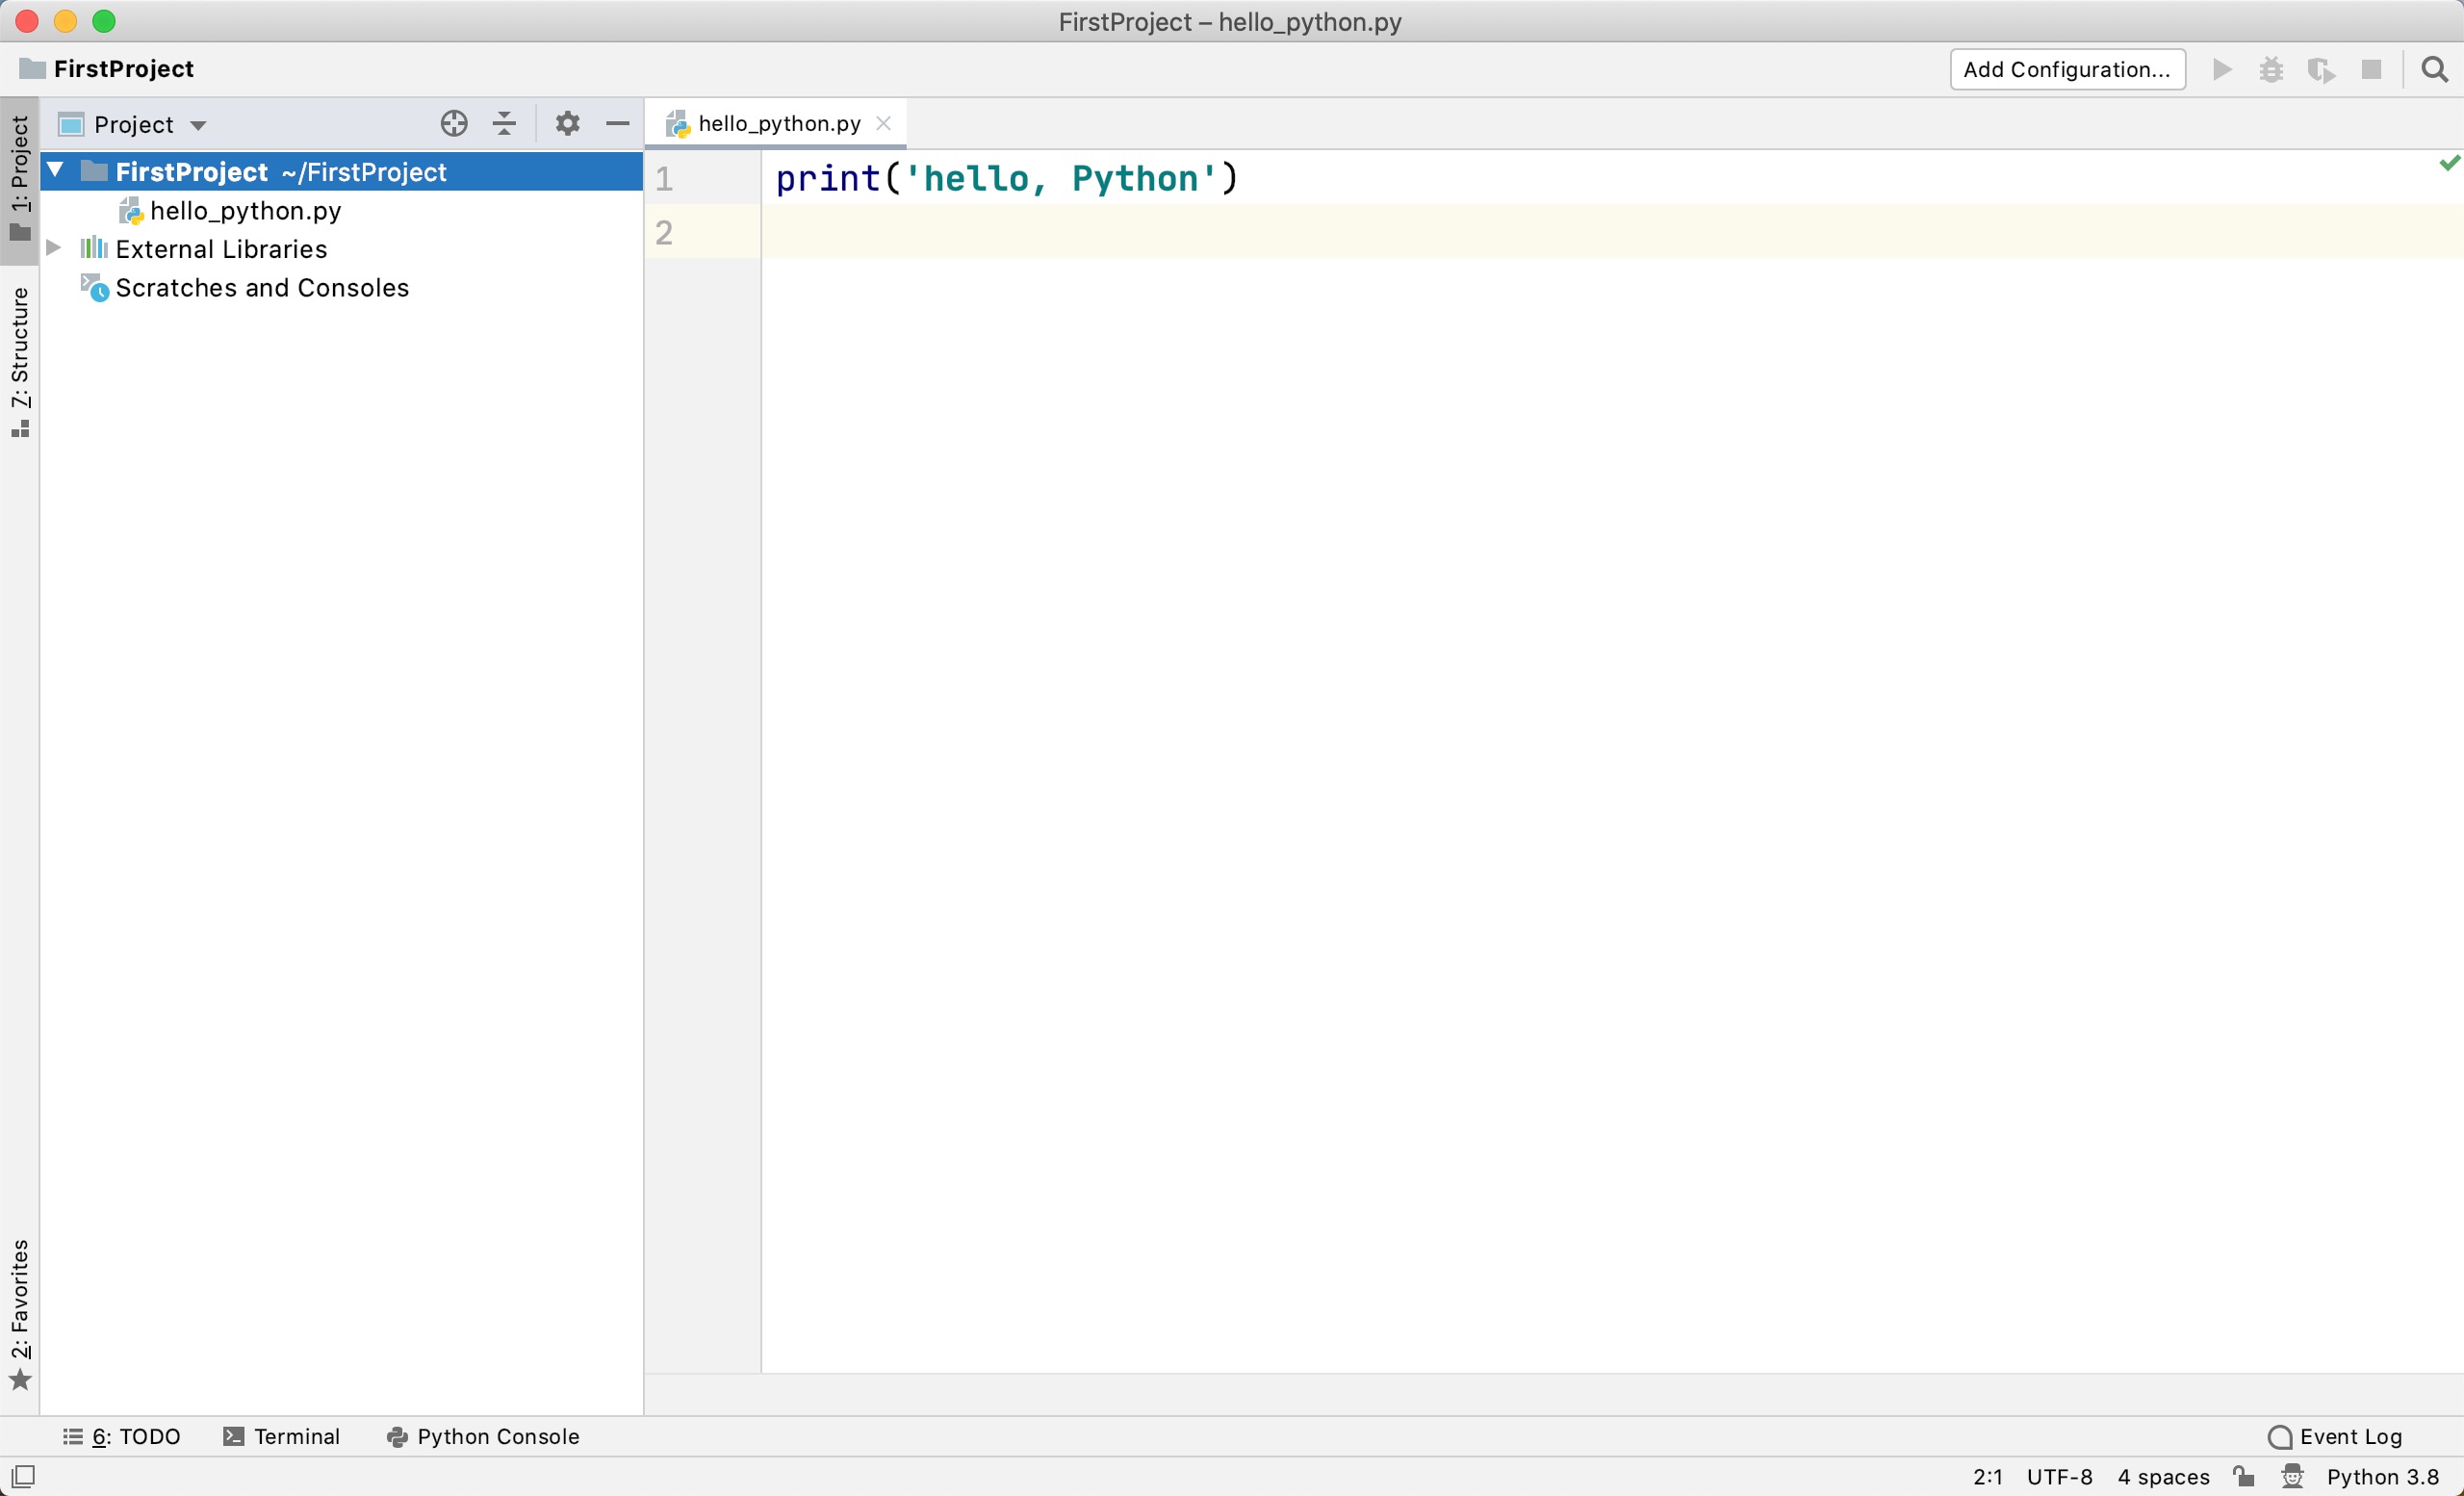 FirstProject – hello_python.py
FirstProject
Add Configuration...
1: Project
Project
hello_python.py
FirstProject ~/FirstProject
hello_python.py
External Libraries
Scratches and Consoles
1 print('hello, Python')
2
7: Structure
2: Favorites
6: TODO Terminal Python Console Event Log
2:1 UTF-8 4 spaces Python 3.8